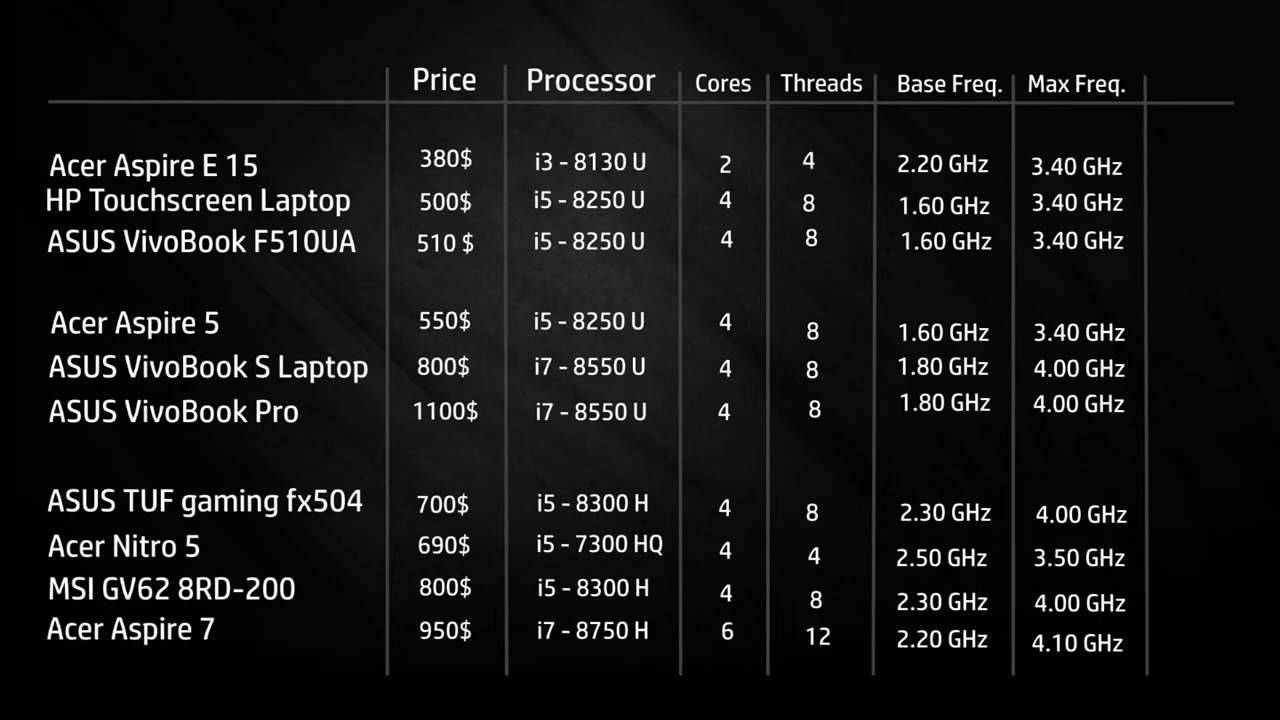 Price Processor Cores Threads Base Freq. Max Freq.
Acer Aspire E 15 380$ i3 - 8130 U 2 4 2.20 GHz 3.40 GHz
HP Touchscreen Laptop 500$ i5 - 8250 U 4 8 1.60 GHz 3.40 GHz
ASUS VivoBook F510UA 510 $ i5 - 8250 U 4 8 1.60 GHz 3.40 GHz
Acer Aspire 5 550$ i5 - 8250 U 4 8 1.60 GHz 3.40 GHz
ASUS VivoBook S Laptop 800$ i7 - 8550 U 4 8 1.80 GHz 4.00 GHz
ASUS VivoBook Pro 1100$ i7 - 8550 U 4 8 1.80 GHz 4.00 GHz
ASUS TUF gaming fx504 700$ i5 - 8300 H 4 8 2.30 GHz 4.00 GHz
Acer Nitro 5 690$ i5 - 7300 HQ 4 4 2.50 GHz 3.50 GHz
MSI GV62 8RD-200 800$ i5 - 8300 H 4 8 2.30 GHz 4.00 GHz
Acer Aspire 7 950$ i7 - 8750 H 6 12 2.20 GHz 4.10 GHz